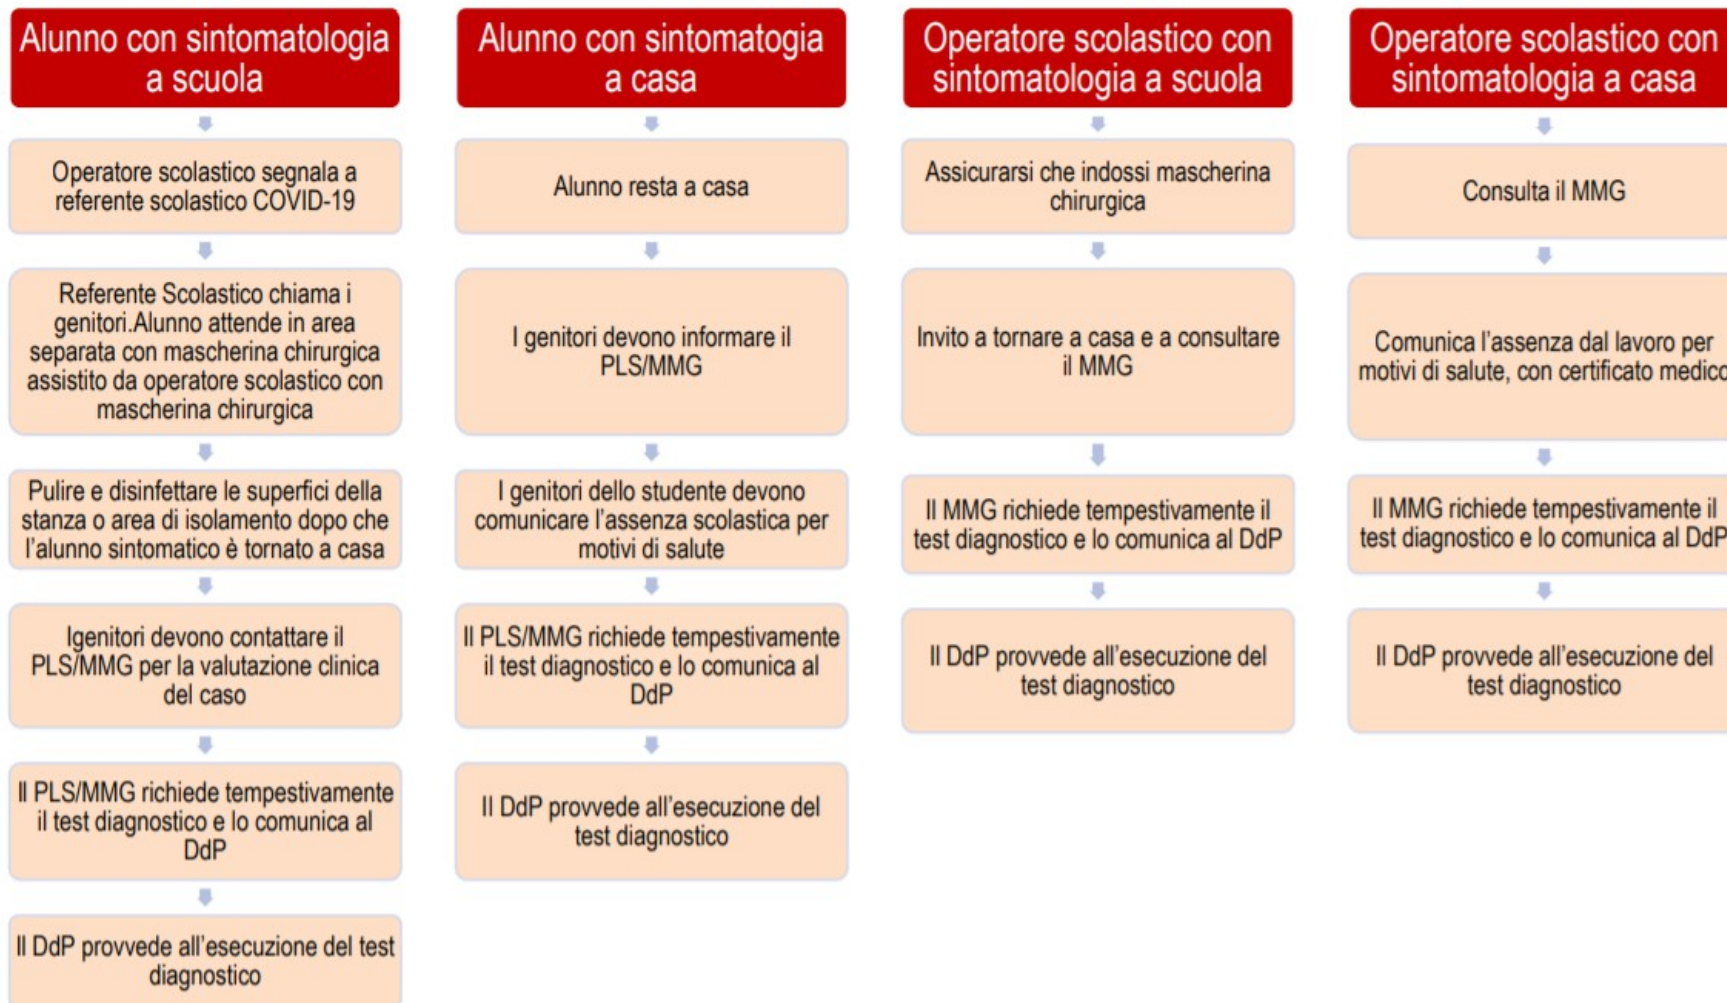 Alunno con sintomatologia
a scuola
Operatore scolastico segnala a
referente scolastico COVID-19
Referente Scolastico chiama i
genitori.Alunno attende in area
separata con mascherina chirurgica
assistito da operatore scolastico con
mascherina chirurgica
Pulire e disinfettare le superfici della
stanza o area di isolamento dopo che
l'alunno sintomatico è tornato a casa
Igenitori devono contattare il
PLS/MMG per la valutazione clinica
del caso
Il PLS/MMG richiede tempestivamente
il test diagnostico e lo comunica al
DdP
Il DdP provvede all'esecuzione del test
diagnostico
Alunno con sintomatogia
a casa
Alunno resta a casa
I genitori devono informare il
PLS/MMG
I genitori dello studente devono
comunicare l'assenza scolastica per
motivi di salute
Il PLS/MMG richiede tempestivamente
il test diagnostico e lo comunica al
DdP
Il DdP provvede all'esecuzione del
test diagnostico
Operatore scolastico con
sintomatologia a scuola
Assicurarsi che indossi mascherina
chirurgica
Invito a tornare a casa e a consultare
il MMG
Il MMG richiede tempestivamente il
test diagnostico e lo comunica al DdP
Il DdP provvede all'esecuzione del
test diagnostico
Operatore scolastico con
sintomatologia a casa
Consulta il MMG
Comunica l'assenza dal lavoro per
motivi di salute, con certificato medico
Il MMG richiede tempestivamente il
test diagnostico e lo comunica al DdP
Il DdP provvede all'esecuzione del
test diagnostico